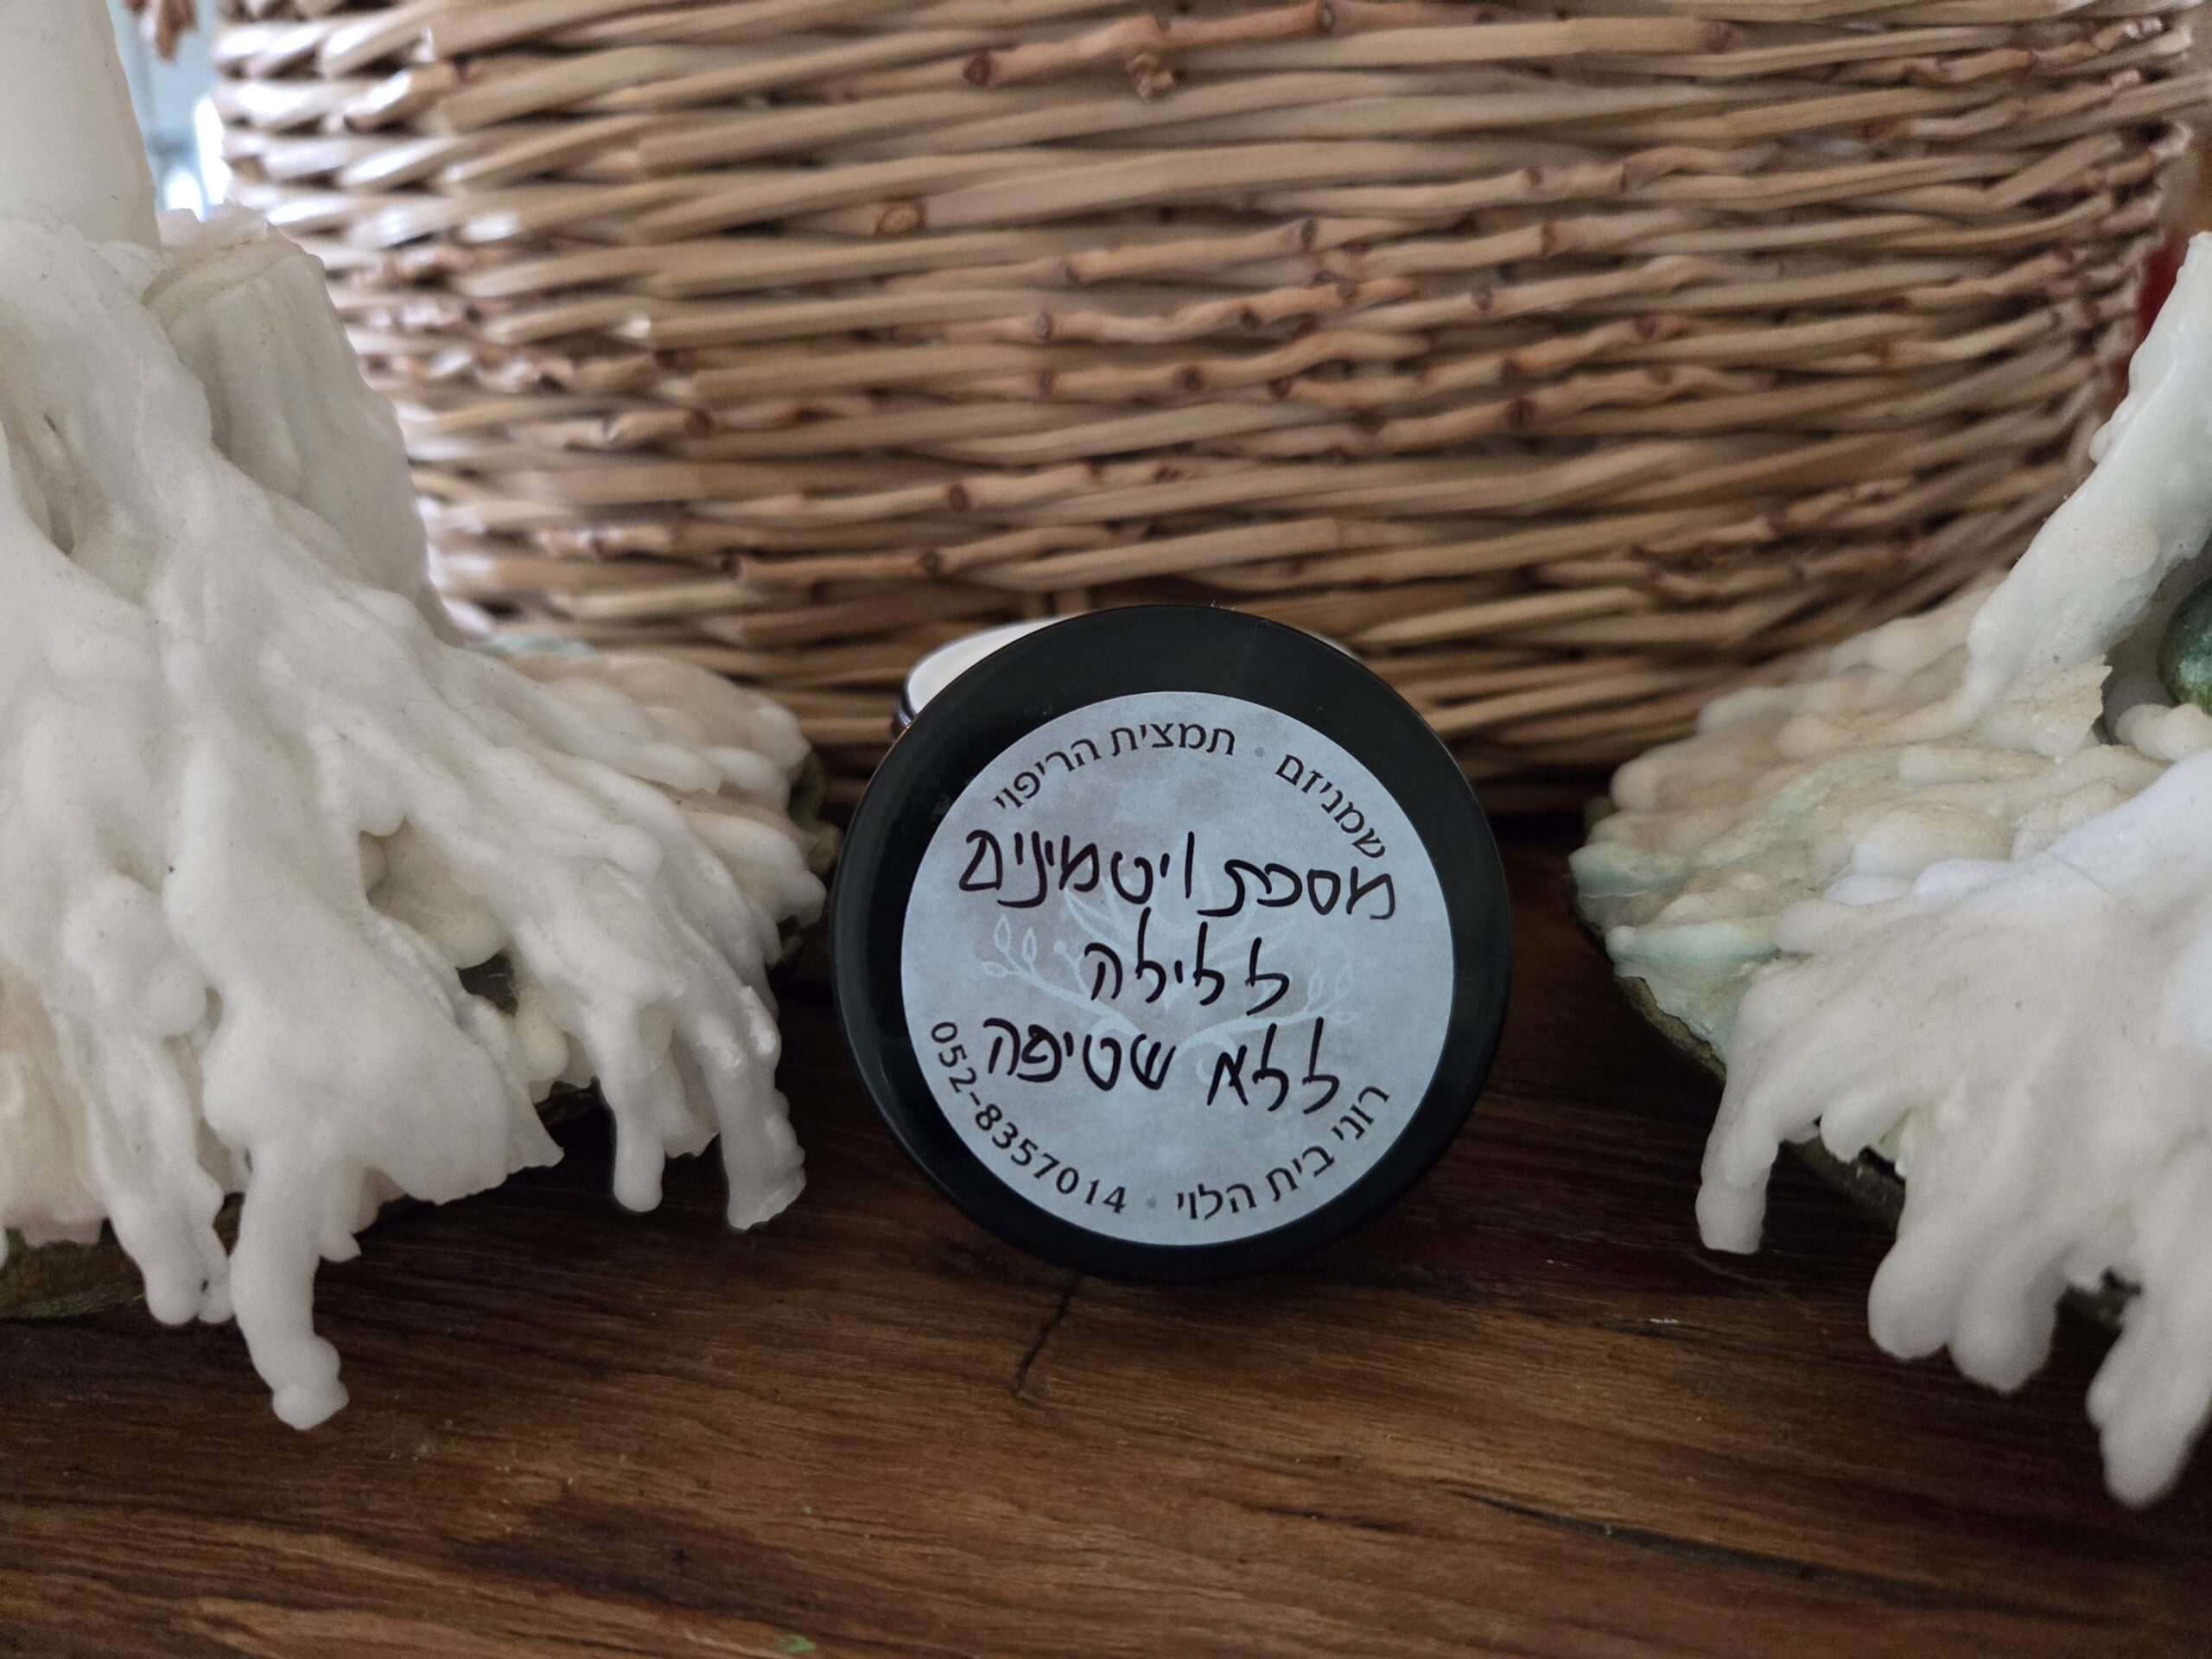 שמניזם • תמצית הריפוי
מסכת ויטמינים
ללילה
ללא שטיפה
רוני בית הלוי • 052-8357014